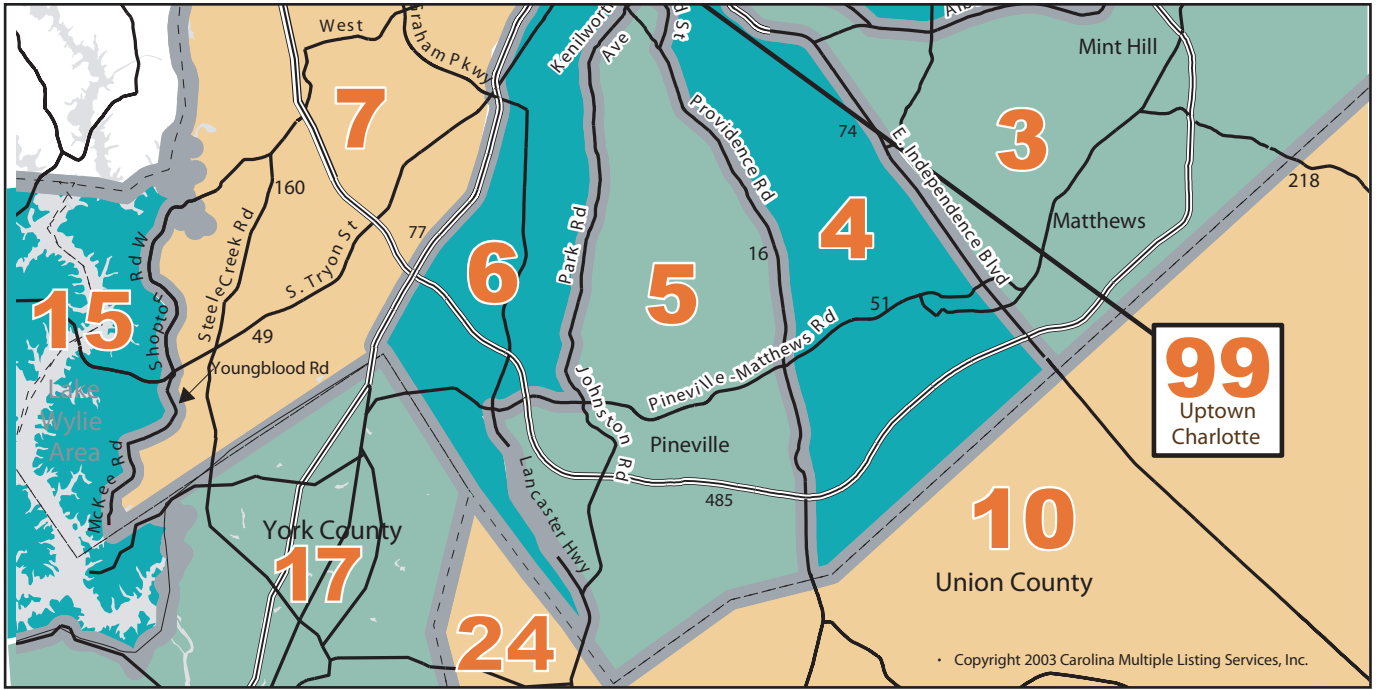 West
Graham Pkwy
Kenilworth
Ave
rd St
Alb
Mint Hill
7
3
74
E. Independence Blvd
Providence Rd
160
218
Matthews
Steele Creek Rd
S. Tryon St
77
6
Park Rd
5
16
4
51
Shopton Rd W
15
49
Youngblood Rd
Lake
Wylie
Area
McKee Rd
Johnston Rd
Pineville-Matthews Rd
99
Uptown
Charlotte
Pineville
Lancaster Hwy
485
York County
17
10
Union County
24
• Copyright 2003 Carolina Multiple Listing Services, Inc.